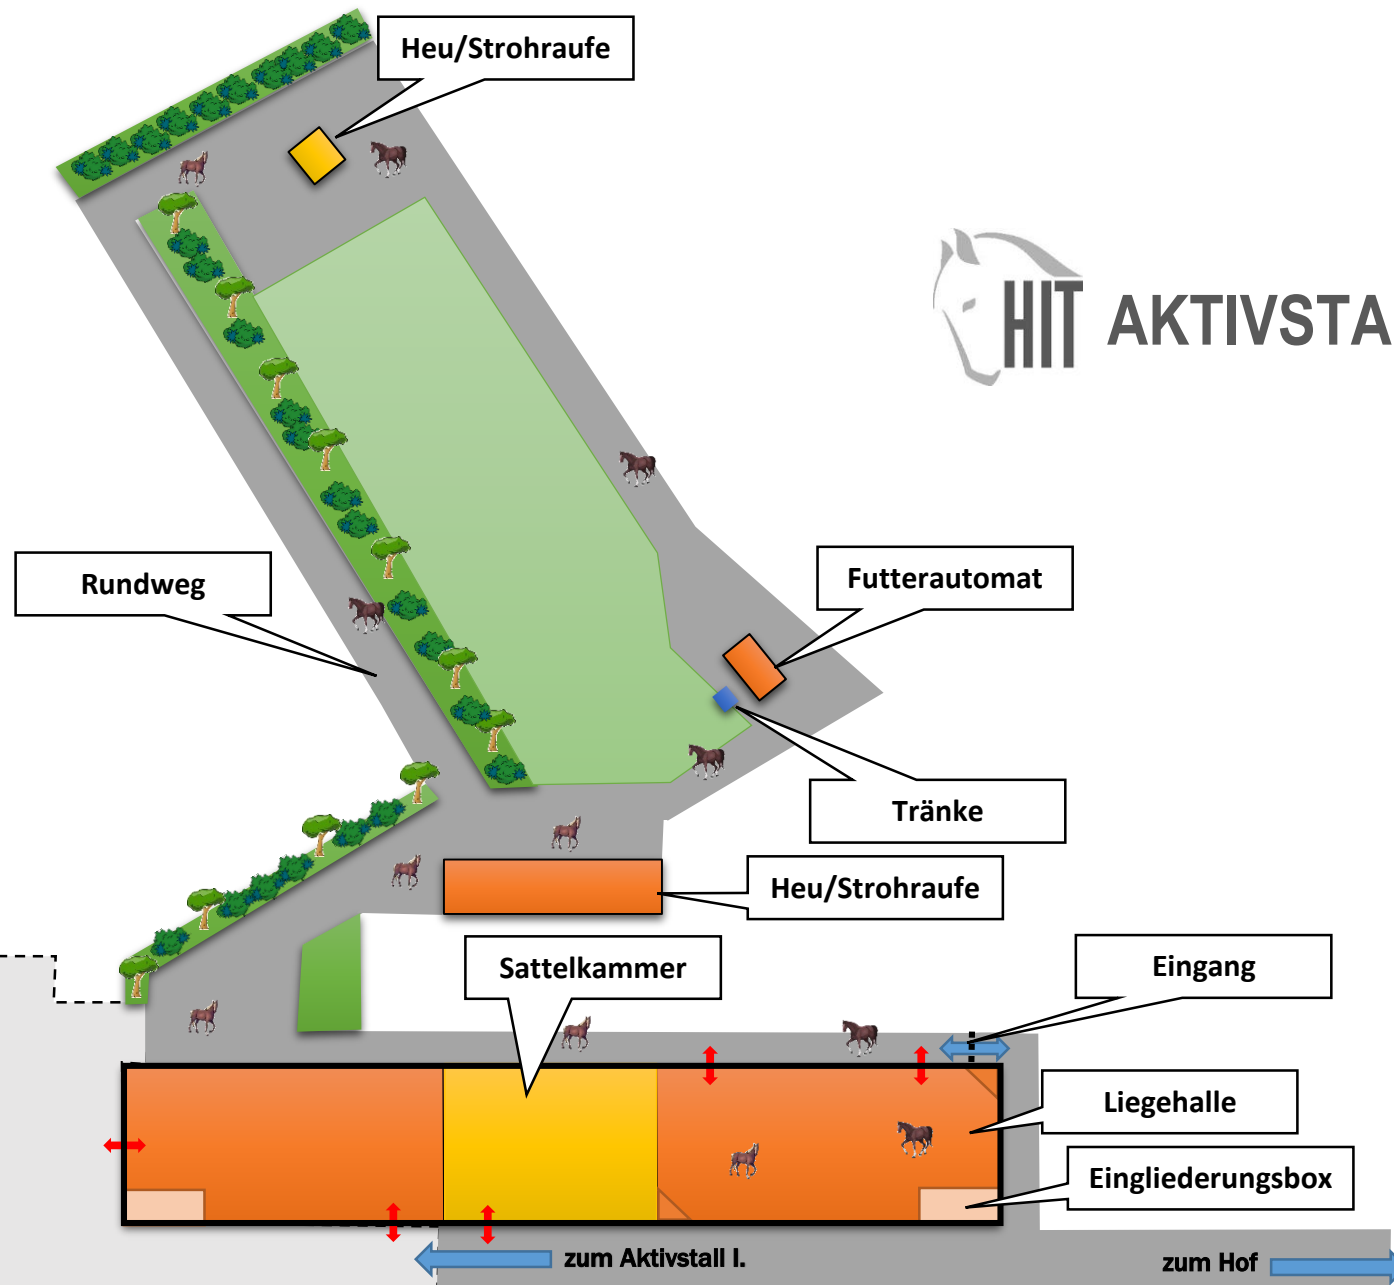 Heu/Strohraufe
HIT AKTIVSTA
Rundweg
Futterautomat
Tränke
Heu/Strohraufe
Sattelkammer
Eingang
Liegehalle
Eingliederungsbox
zum Aktivstall I.
zum Hof